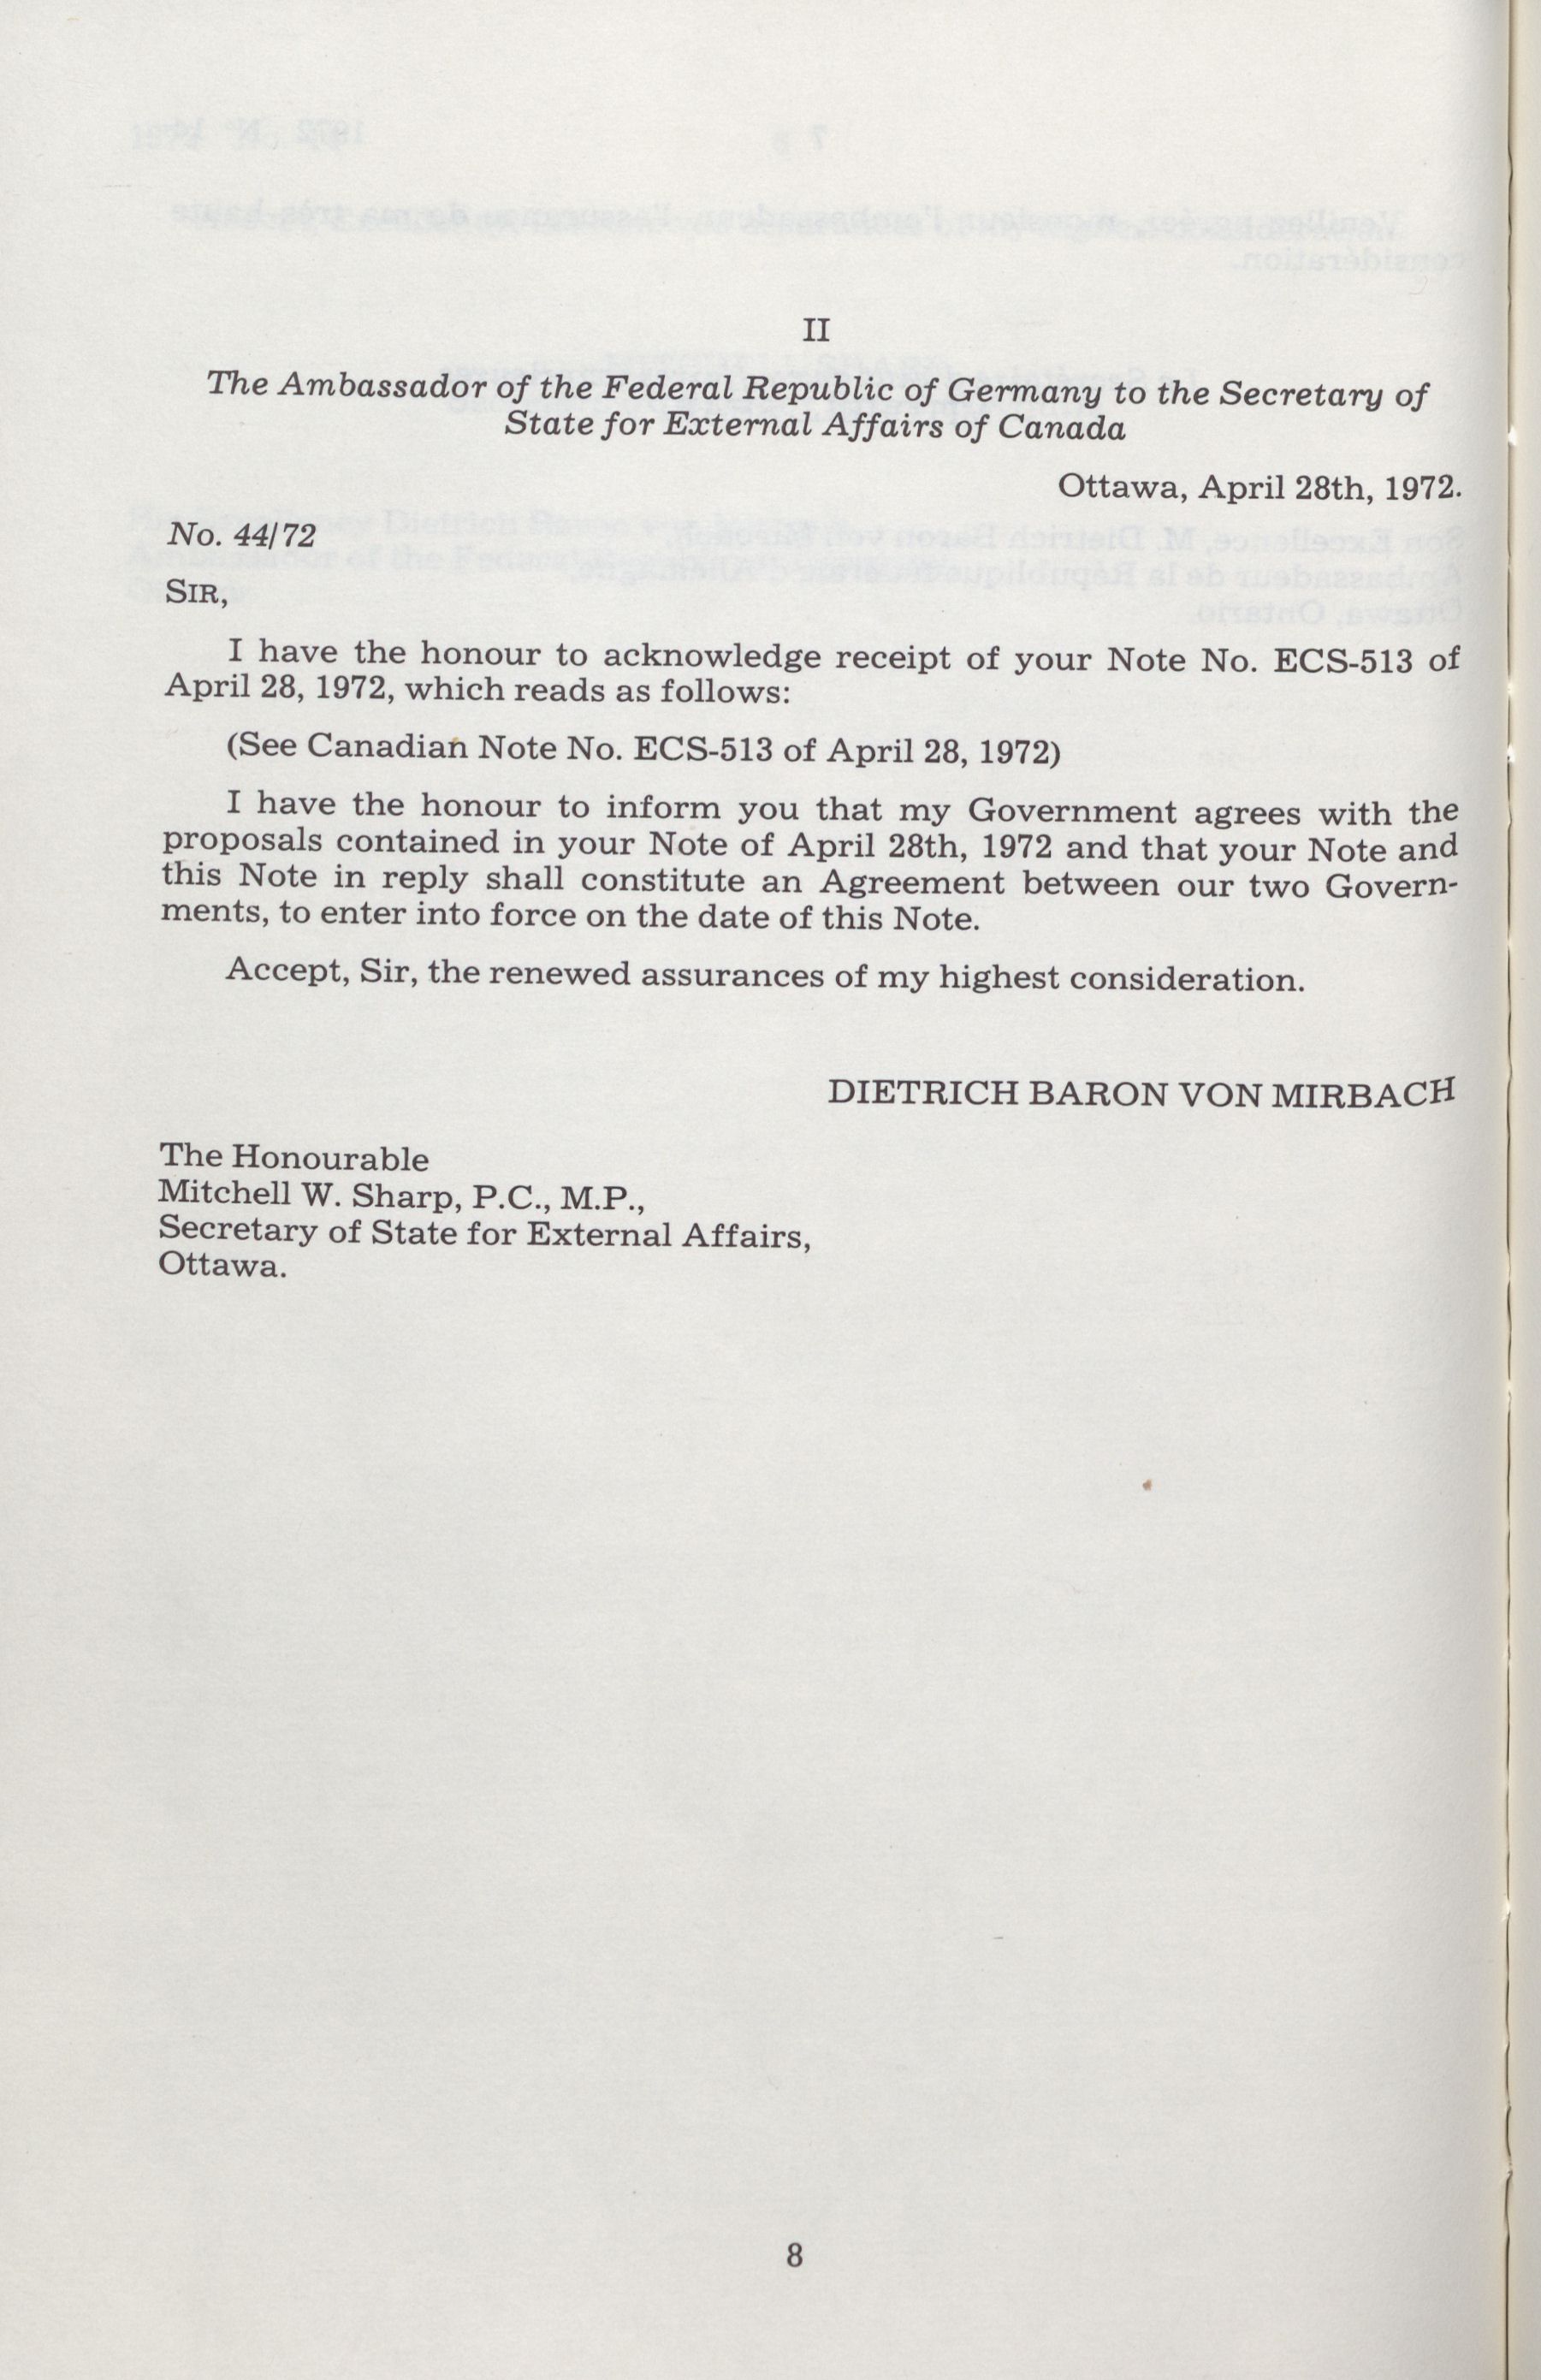 II
The Ambassador of the Federal Republic of Germany to the Secretary of
State for External Affairs of Canada
Ottawa, April 28th, 1972.
No. 44/72
SIR,
I have the honour to acknowledge receipt of your Note No. ECS-513 of
April 28, 1972, which reads as follows:
(See Canadian Note No. ECS-513 of April 28, 1972)
I have the honour to inform you that my Government agrees with the
proposals contained in your Note of April 28th, 1972 and that your Note and
this Note in reply shall constitute an Agreement between our two Govern-
ments, to enter into force on the date of this Note.
Accept, Sir, the renewed assurances of my highest consideration.
DIETRICH BARON VON MIRBACH
The Honourable
Mitchell W. Sharp, P.C., M.P.,
Secretary of State for External Affairs,
Ottawa.
8